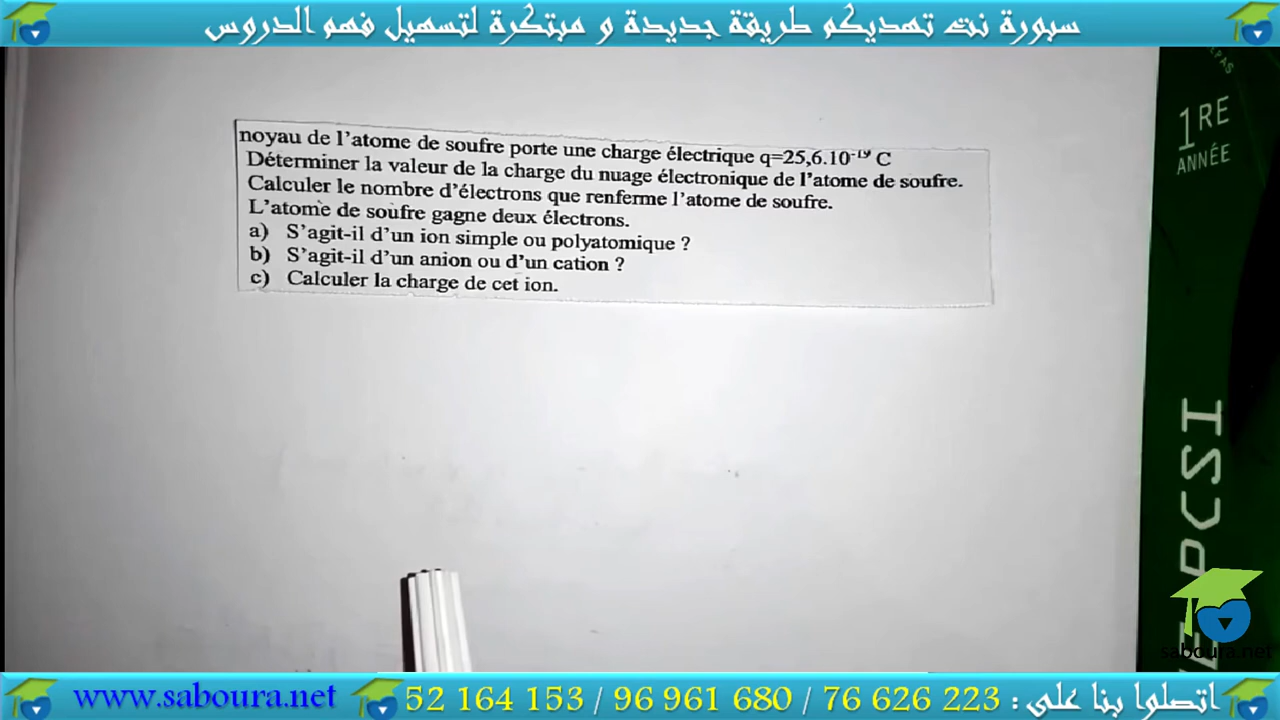 سبورة نت تهديكم طريقة جديدة و مبتكرة لتسهيل فهم الدروس
noyau de l'atome de soufre porte une charge électrique q=25,6.10⁻¹⁹ C
Déterminer la valeur de la charge du nuage électronique de l'atome de soufre.
Calculer le nombre d'électrons que renferme l'atome de soufre.
L'atome de soufre gagne deux électrons.
a) S'agit-il d'un ion simple ou polyatomique ?
b) S'agit-il d'un anion ou d'un cation ?
c) Calculer la charge de cet ion.
1RE
ANNÉE
saboura.net
www.saboura.net
52 164 153 / 96 961 680 / 76 626 223 : اتصلوا بنا على